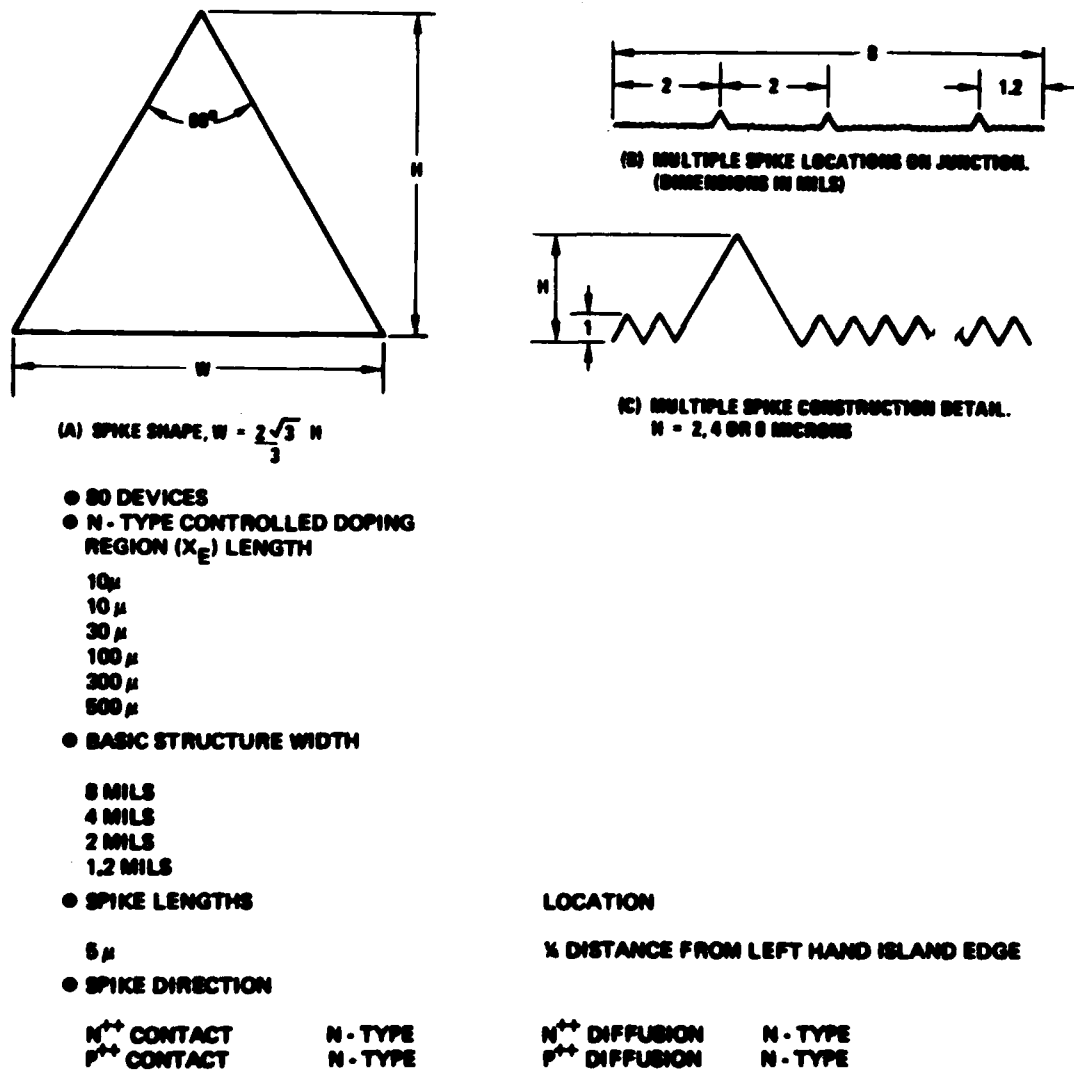 60°
H
W
(A) SPIKE SHAPE, W = 2√3/3 H
8
2
2
1.2
(B) MULTIPLE SPIKE LOCATIONS ON JUNCTION.
(DIMENSIONS IN MILS)
H
1
(C) MULTIPLE SPIKE CONSTRUCTION DETAIL.
H = 2, 4 OR MICRONS
● 80 DEVICES
● N - TYPE CONTROLLED DOPING
REGION (X_E) LENGTH
10μ
10 μ
30 μ
100 μ
300 μ
500 μ
● BASIC STRUCTURE WIDTH
8 MILS
4 MILS
2 MILS
1.2 MILS
● SPIKE LENGTHS LOCATION
5 μ ¼ DISTANCE FROM LEFT HAND ISLAND EDGE
● SPIKE DIRECTION
N⁺⁺ CONTACT N - TYPE N⁺⁺ DIFFUSION N - TYPE
P⁺⁺ CONTACT N - TYPE P⁺⁺ DIFFUSION N - TYPE